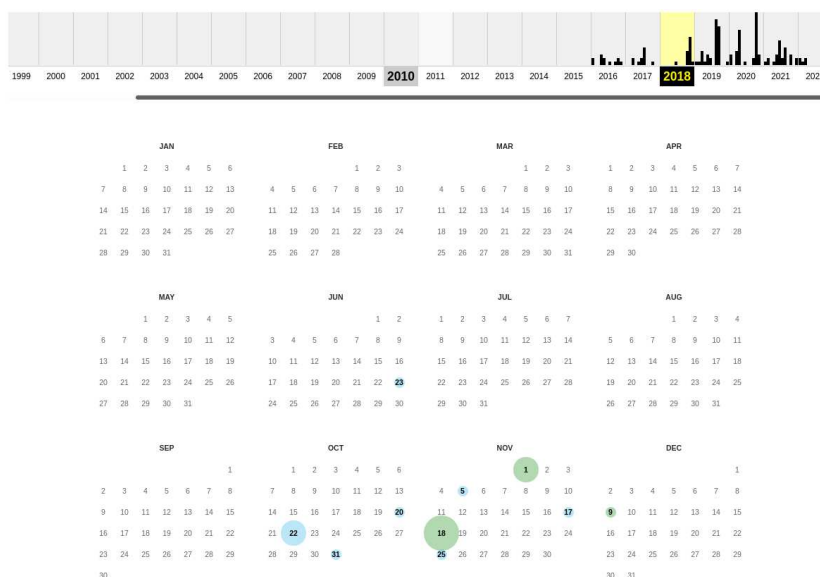 1999 2000 2001 2002 2003 2004 2005 2006 2007 2008 2009 2010 2011 2012 2013 2014 2015 2016 2017 2018 2019 2020 2021 202
JAN FEB MAR APR
1 2 3 4 5 6 1 2 3 1 2 3 1 2 3 4 5 6 7
7 8 9 10 11 12 13 4 5 6 7 8 9 10 4 5 6 7 8 9 10 8 9 10 11 12 13 14
14 15 16 17 18 19 20 11 12 13 14 15 16 17 11 12 13 14 15 16 17 15 16 17 18 19 20 21
21 22 23 24 25 26 27 18 19 20 21 22 23 24 18 19 20 21 22 23 24 22 23 24 25 26 27 28
28 29 30 31 25 26 27 28 25 26 27 28 29 30 31 29 30
MAY JUN JUL AUG
1 2 3 4 5 1 2 1 2 3 4 5 6 7 1 2 3 4
6 7 8 9 10 11 12 3 4 5 6 7 8 9 8 9 10 11 12 13 14 5 6 7 8 9 10 11
13 14 15 16 17 18 19 10 11 12 13 14 15 16 15 16 17 18 19 20 21 12 13 14 15 16 17 18
20 21 22 23 24 25 26 17 18 19 20 21 22 23 22 23 24 25 26 27 28 19 20 21 22 23 24 25
27 28 29 30 31 24 25 26 27 28 29 30 29 30 31 26 27 28 29 30 31
SEP OCT NOV DEC
1 1 2 3 4 5 6 1 2 3 1
2 3 4 5 6 7 8 7 8 9 10 11 12 13 4 5 6 7 8 9 10 2 3 4 5 6 7 8
9 10 11 12 13 14 15 14 15 16 17 18 19 20 11 12 13 14 15 16 17 9 10 11 12 13 14 15
16 17 18 19 20 21 22 21 22 23 24 25 26 27 18 19 20 21 22 23 24 16 17 18 19 20 21 22
23 24 25 26 27 28 29 28 29 30 31 25 26 27 28 29 30 23 24 25 26 27 28 29
30 30 31